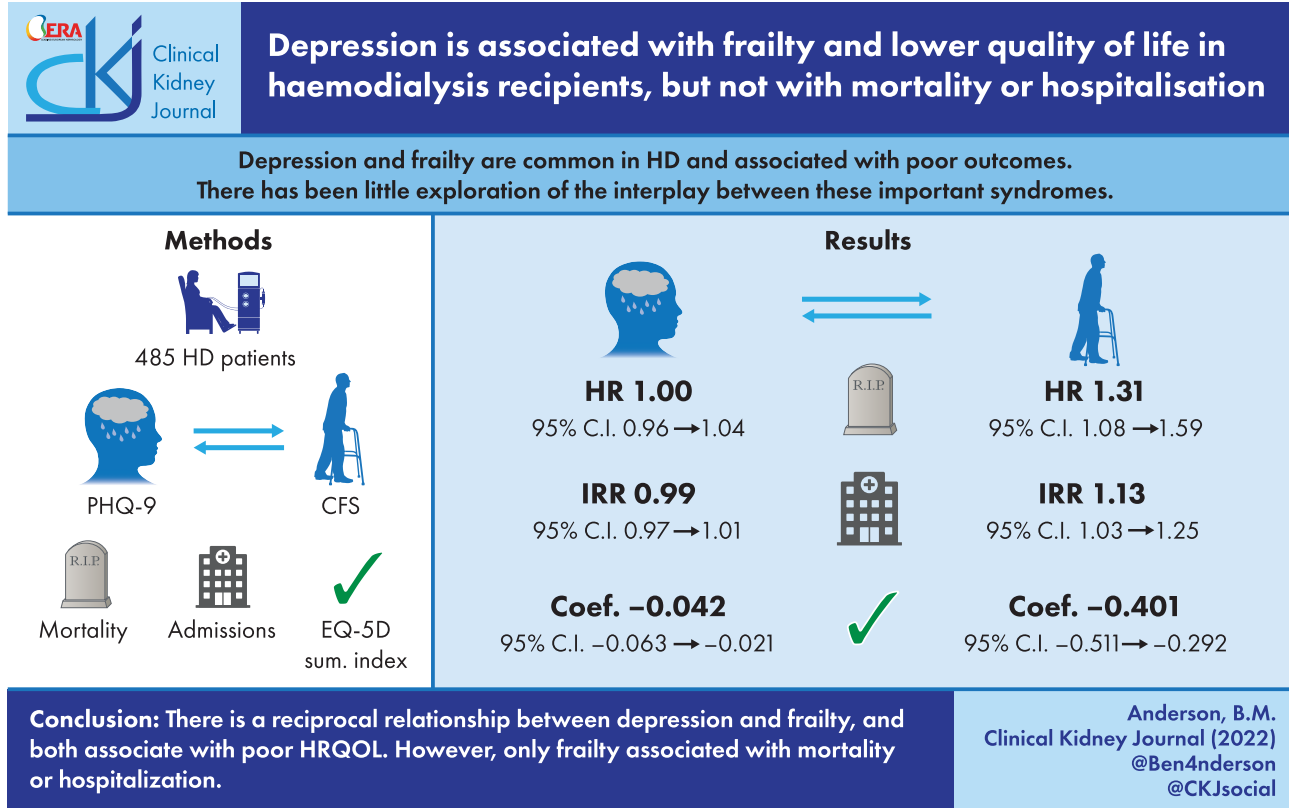 ERA
CKJ
Clinical
Kidney
Journal
Depression is associated with frailty and lower quality of life in
haemodialysis recipients, but not with mortality or hospitalisation
Depression and frailty are common in HD and associated with poor outcomes.
There has been little exploration of the interplay between these important syndromes.
Methods
485 HD patients
PHQ-9
CFS
R.I.P.
Mortality
Admissions
EQ-5D
sum. index
Results
HR 1.00
95% C.I. 0.96 → 1.04
R.I.P.
HR 1.31
95% C.I. 1.08 → 1.59
IRR 0.99
95% C.I. 0.97 → 1.01
IRR 1.13
95% C.I. 1.03 → 1.25
Coef. –0.042
95% C.I. –0.063 → –0.021
Coef. –0.401
95% C.I. –0.511 → –0.292
Conclusion: There is a reciprocal relationship between depression and frailty, and
both associate with poor HRQOL. However, only frailty associated with mortality
or hospitalization.
Anderson, B.M.
Clinical Kidney Journal (2022)
@Ben4nderson
@CKJsocial